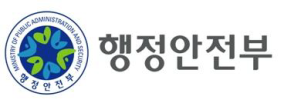 MINISTRY OF PUBLIC ADMINISTRATION AND SECURITY
행정안전부
행정안전부